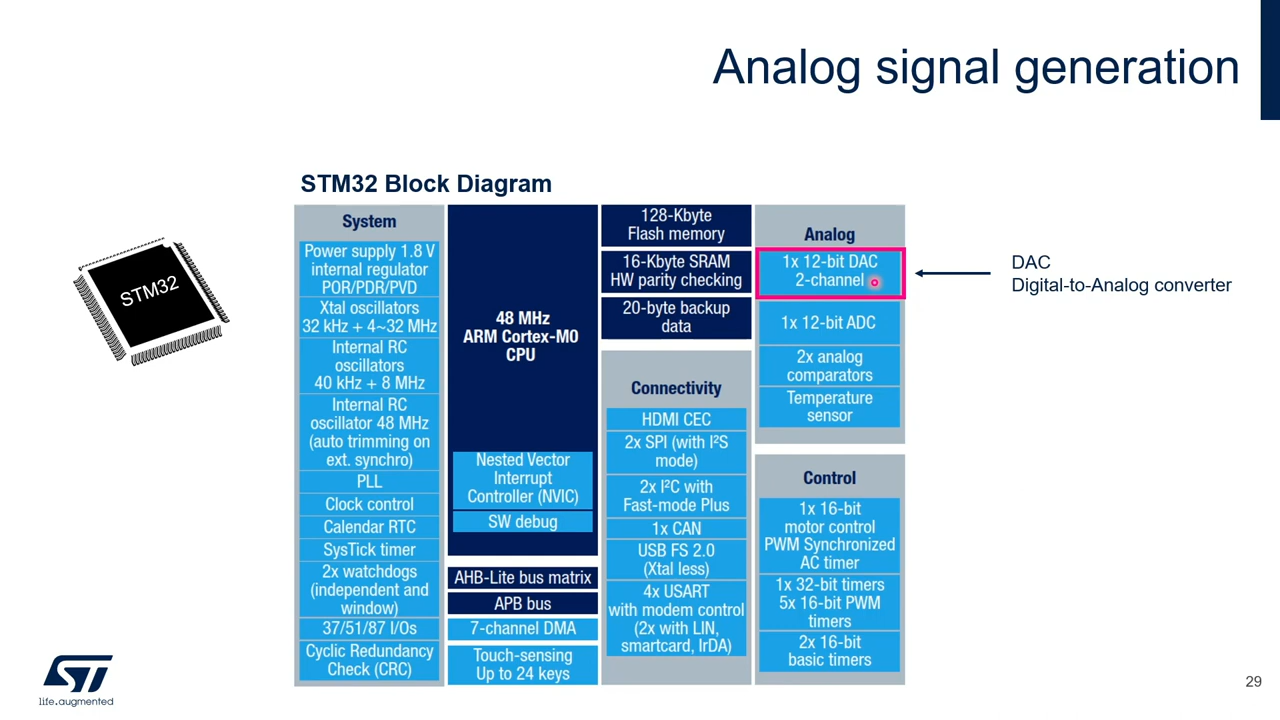 Analog signal generation
STM32 Block Diagram
STM32
System
Power supply 1.8 V
internal regulator
POR/PDR/PVD
Xtal oscillators
32 kHz + 4~32 MHz
Internal RC
oscillators
40 kHz + 8 MHz
Internal RC
oscillator 48 MHz
(auto trimming on
ext. synchro)
PLL
Clock control
Calendar RTC
SysTick timer
2x watchdogs
(independent and
window)
37/51/87 I/Os
Cyclic Redundancy
Check (CRC)
48 MHz
ARM Cortex-M0
CPU
Nested Vector
Interrupt
Controller (NVIC)
SW debug
AHB-Lite bus matrix
APB bus
7-channel DMA
Touch-sensing
Up to 24 keys
128-Kbyte
Flash memory
16-Kbyte SRAM
HW parity checking
20-byte backup
data
Connectivity
HDMI CEC
2x SPI (with I²S
mode)
2x I²C with
Fast-mode Plus
1x CAN
USB FS 2.0
(Xtal less)
4x USART
with modem control
(2x with LIN,
smartcard, IrDA)
Analog
1x 12-bit DAC
2-channel
1x 12-bit ADC
2x analog
comparators
Temperature
sensor
Control
1x 16-bit
motor control
PWM Synchronized
AC timer
1x 32-bit timers
5x 16-bit PWM
timers
2x 16-bit
basic timers
DAC
Digital-to-Analog converter
ST
life.augmented
29